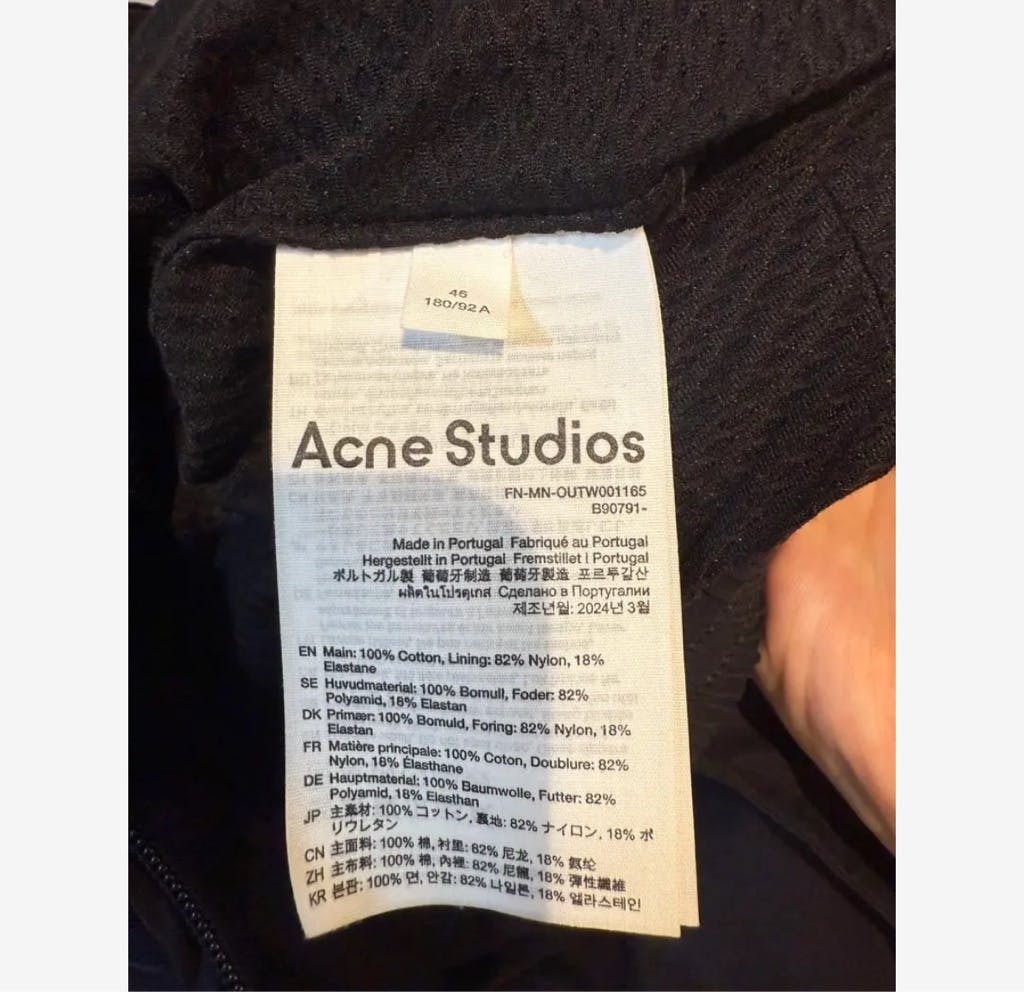 46
180/92A
Acne Studios
FN-MN-OUTW001165
B90791-
Made in Portugal Fabriqué au Portugal
Hergestellt in Portugal Fremstillet i Portugal
ポルトガル製 葡萄牙制造 葡萄牙製造 포르투갈산
ผลิตในโปรตุเกส Сделано в Португалии
제조년월: 2024년 3월
EN Main: 100% Cotton, Lining: 82% Nylon, 18%
Elastane
SE Huvudmaterial: 100% Bomull, Foder: 82%
Polyamid, 18% Elastan
DK Primær: 100% Bomuld, Foring: 82% Nylon, 18%
Elastan
FR Matière principale: 100% Coton, Doublure: 82%
Nylon, 18% Élasthane
DE Hauptmaterial: 100% Baumwolle, Futter: 82%
Polyamid, 18% Elasthan
JP 主素材: 100% コットン, 裏地: 82% ナイロン, 18% ポ
リウレタン
CN 主面料: 100% 棉, 衬里: 82% 尼龙, 18% 氨纶
ZH 主布料: 100% 棉, 內裡: 82% 尼龍, 18% 彈性纖維
KR 본판: 100% 면, 안감: 82% 나일론, 18% 엘라스테인